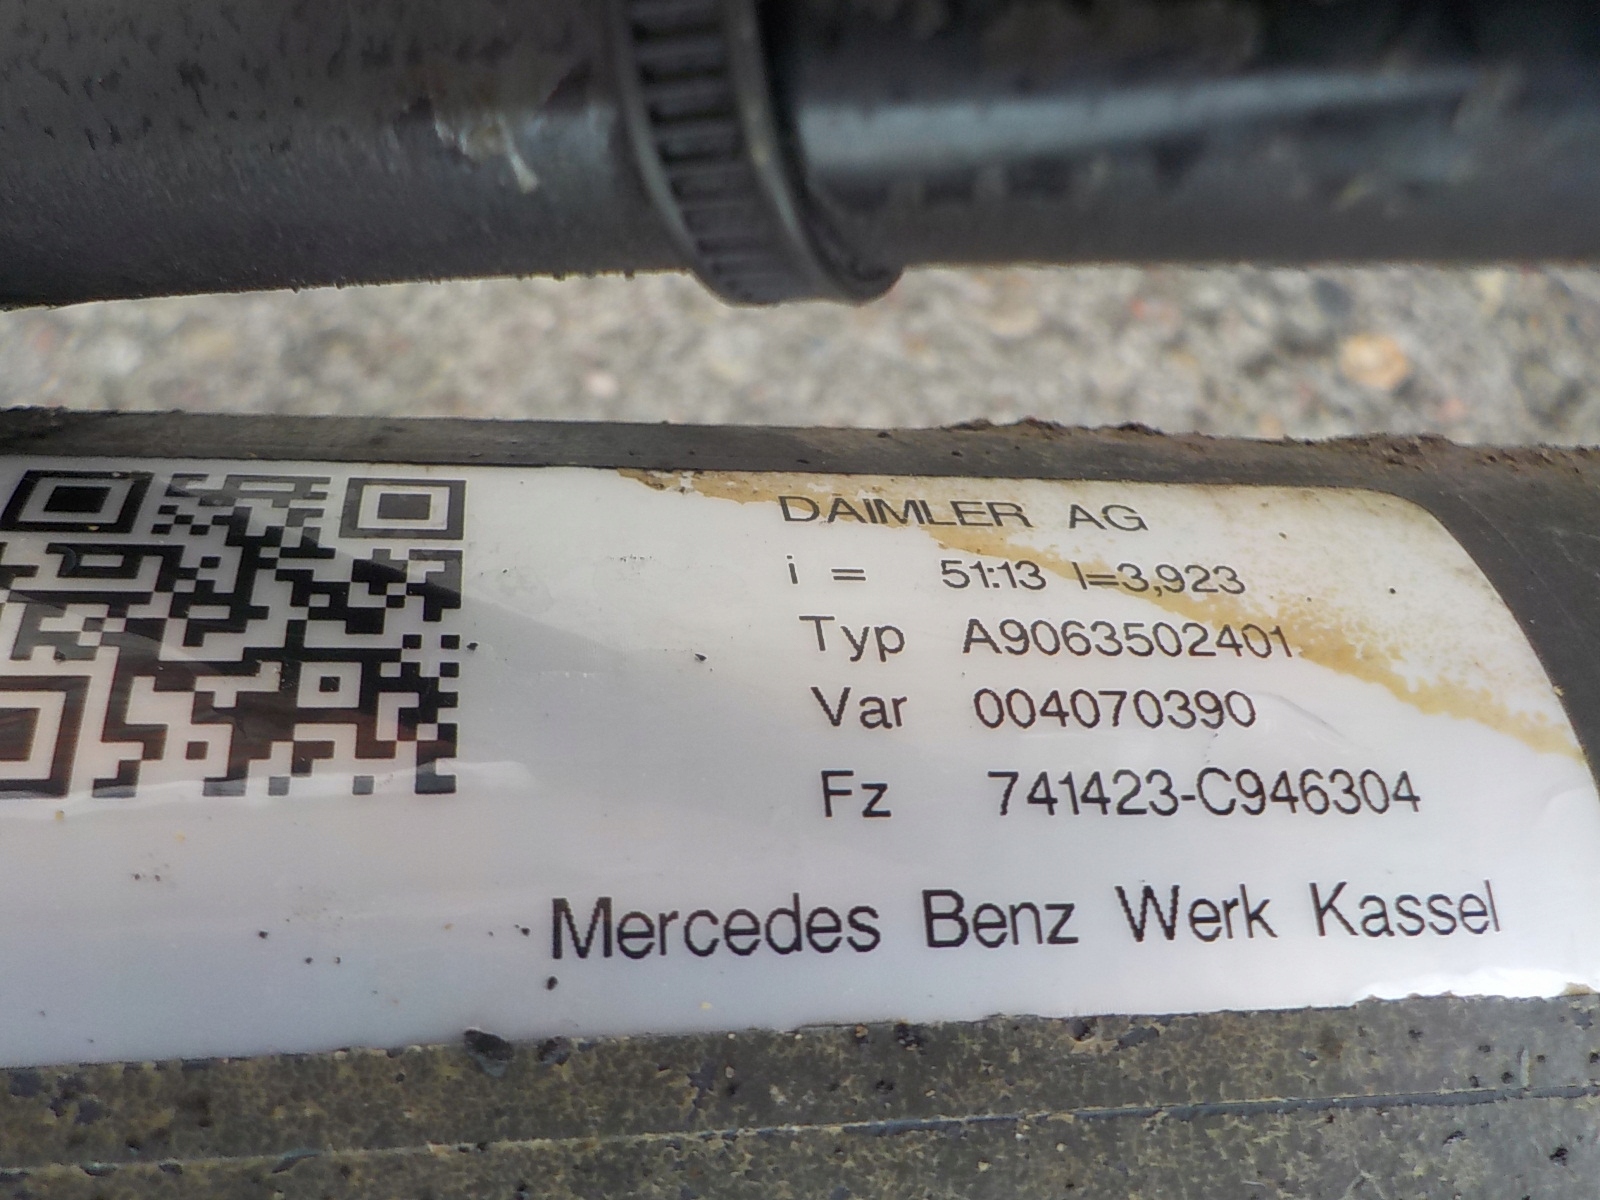 DAIMLER AG
i = 51:13 I=3,923
Typ A9063502401
Var 004070390
Fz 741423-C946304
Mercedes Benz Werk Kassel